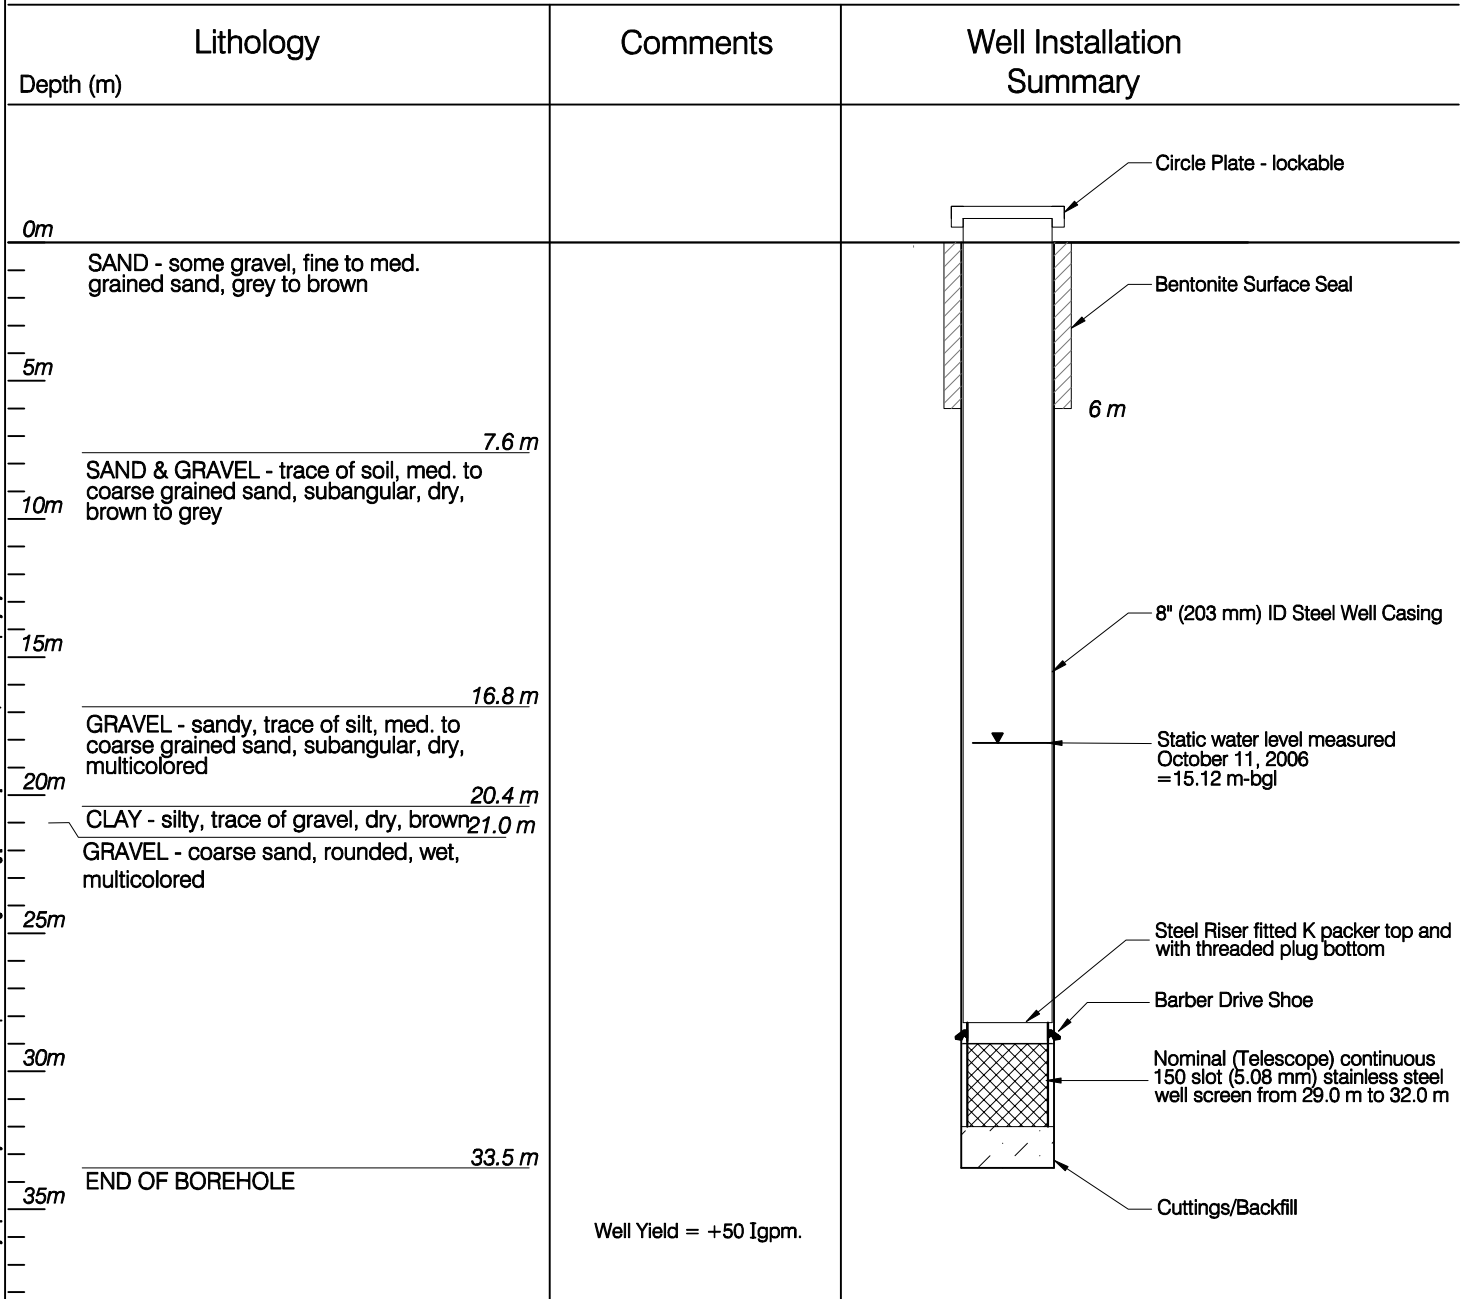 Lithology
Comments
Well Installation
Summary
Depth (m)
Circle Plate - lockable
0m
SAND - some gravel, fine to med.
grained sand, grey to brown
Bentonite Surface Seal
5m
6 m
7.6 m
SAND & GRAVEL - trace of soil, med. to
coarse grained sand, subangular, dry,
brown to grey
10m
8" (203 mm) ID Steel Well Casing
15m
16.8 m
GRAVEL - sandy, trace of silt, med. to
coarse grained sand, subangular, dry,
multicolored
Static water level measured
October 11, 2006
=15.12 m-bgl
20m
20.4 m
CLAY - silty, trace of gravel, dry, brown
21.0 m
GRAVEL - coarse sand, rounded, wet,
multicolored
25m
Steel Riser fitted K packer top and
with threaded plug bottom
Barber Drive Shoe
30m
Nominal (Telescope) continuous
150 slot (5.08 mm) stainless steel
well screen from 29.0 m to 32.0 m
33.5 m
END OF BOREHOLE
35m
Cuttings/Backfill
Well Yield = +50 Igpm.